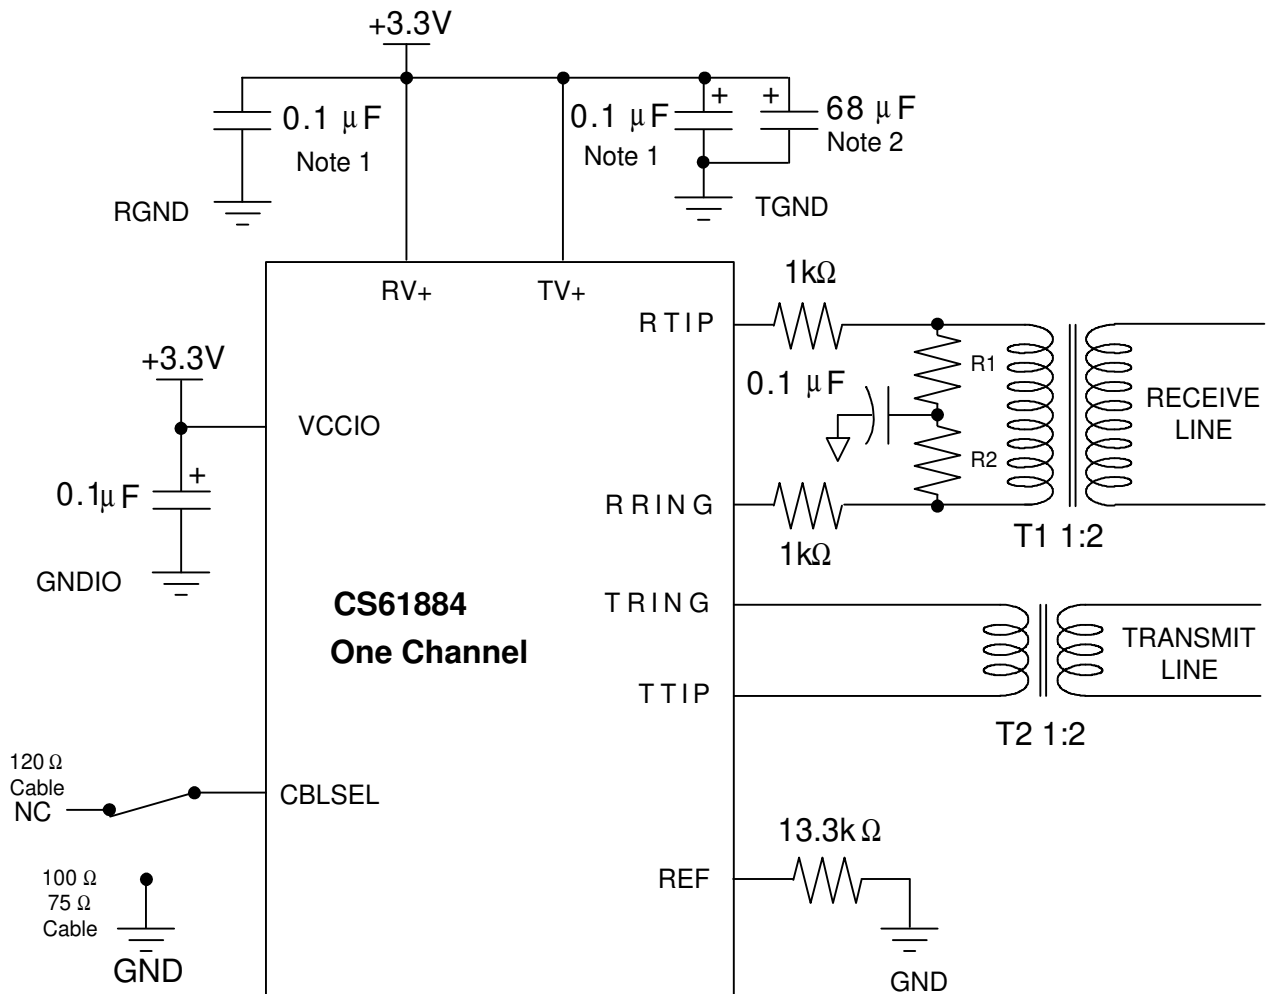 +3.3V
+
+
0.1 μF
Note 1
0.1 μF
Note 1
68 μF
Note 2
RGND
TGND
RV+
TV+
1kΩ
RTIP
+3.3V
R1
0.1 μF
RECEIVE
LINE
VCCIO
R2
+
0.1μF
RRING
1kΩ
T1 1:2
GNDIO
CS61884
One Channel
TRING
TRANSMIT
LINE
TTIP
T2 1:2
120 Ω
Cable
NC
CBLSEL
13.3k Ω
100 Ω
75 Ω
Cable
GND
REF
GND